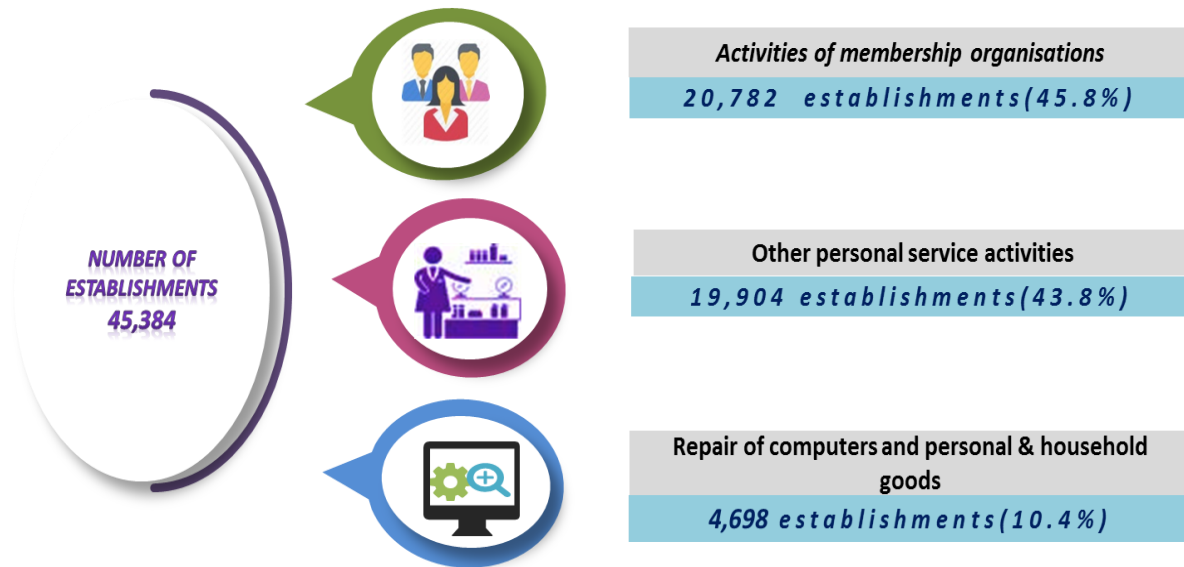 NUMBER OF
ESTABLISHMENTS
45,384
Activities of membership organisations
20,782 establishments(45.8%)
Other personal service activities
19,904 establishments(43.8%)
Repair of computers and personal & household
goods
4,698 establishments(10.4%)